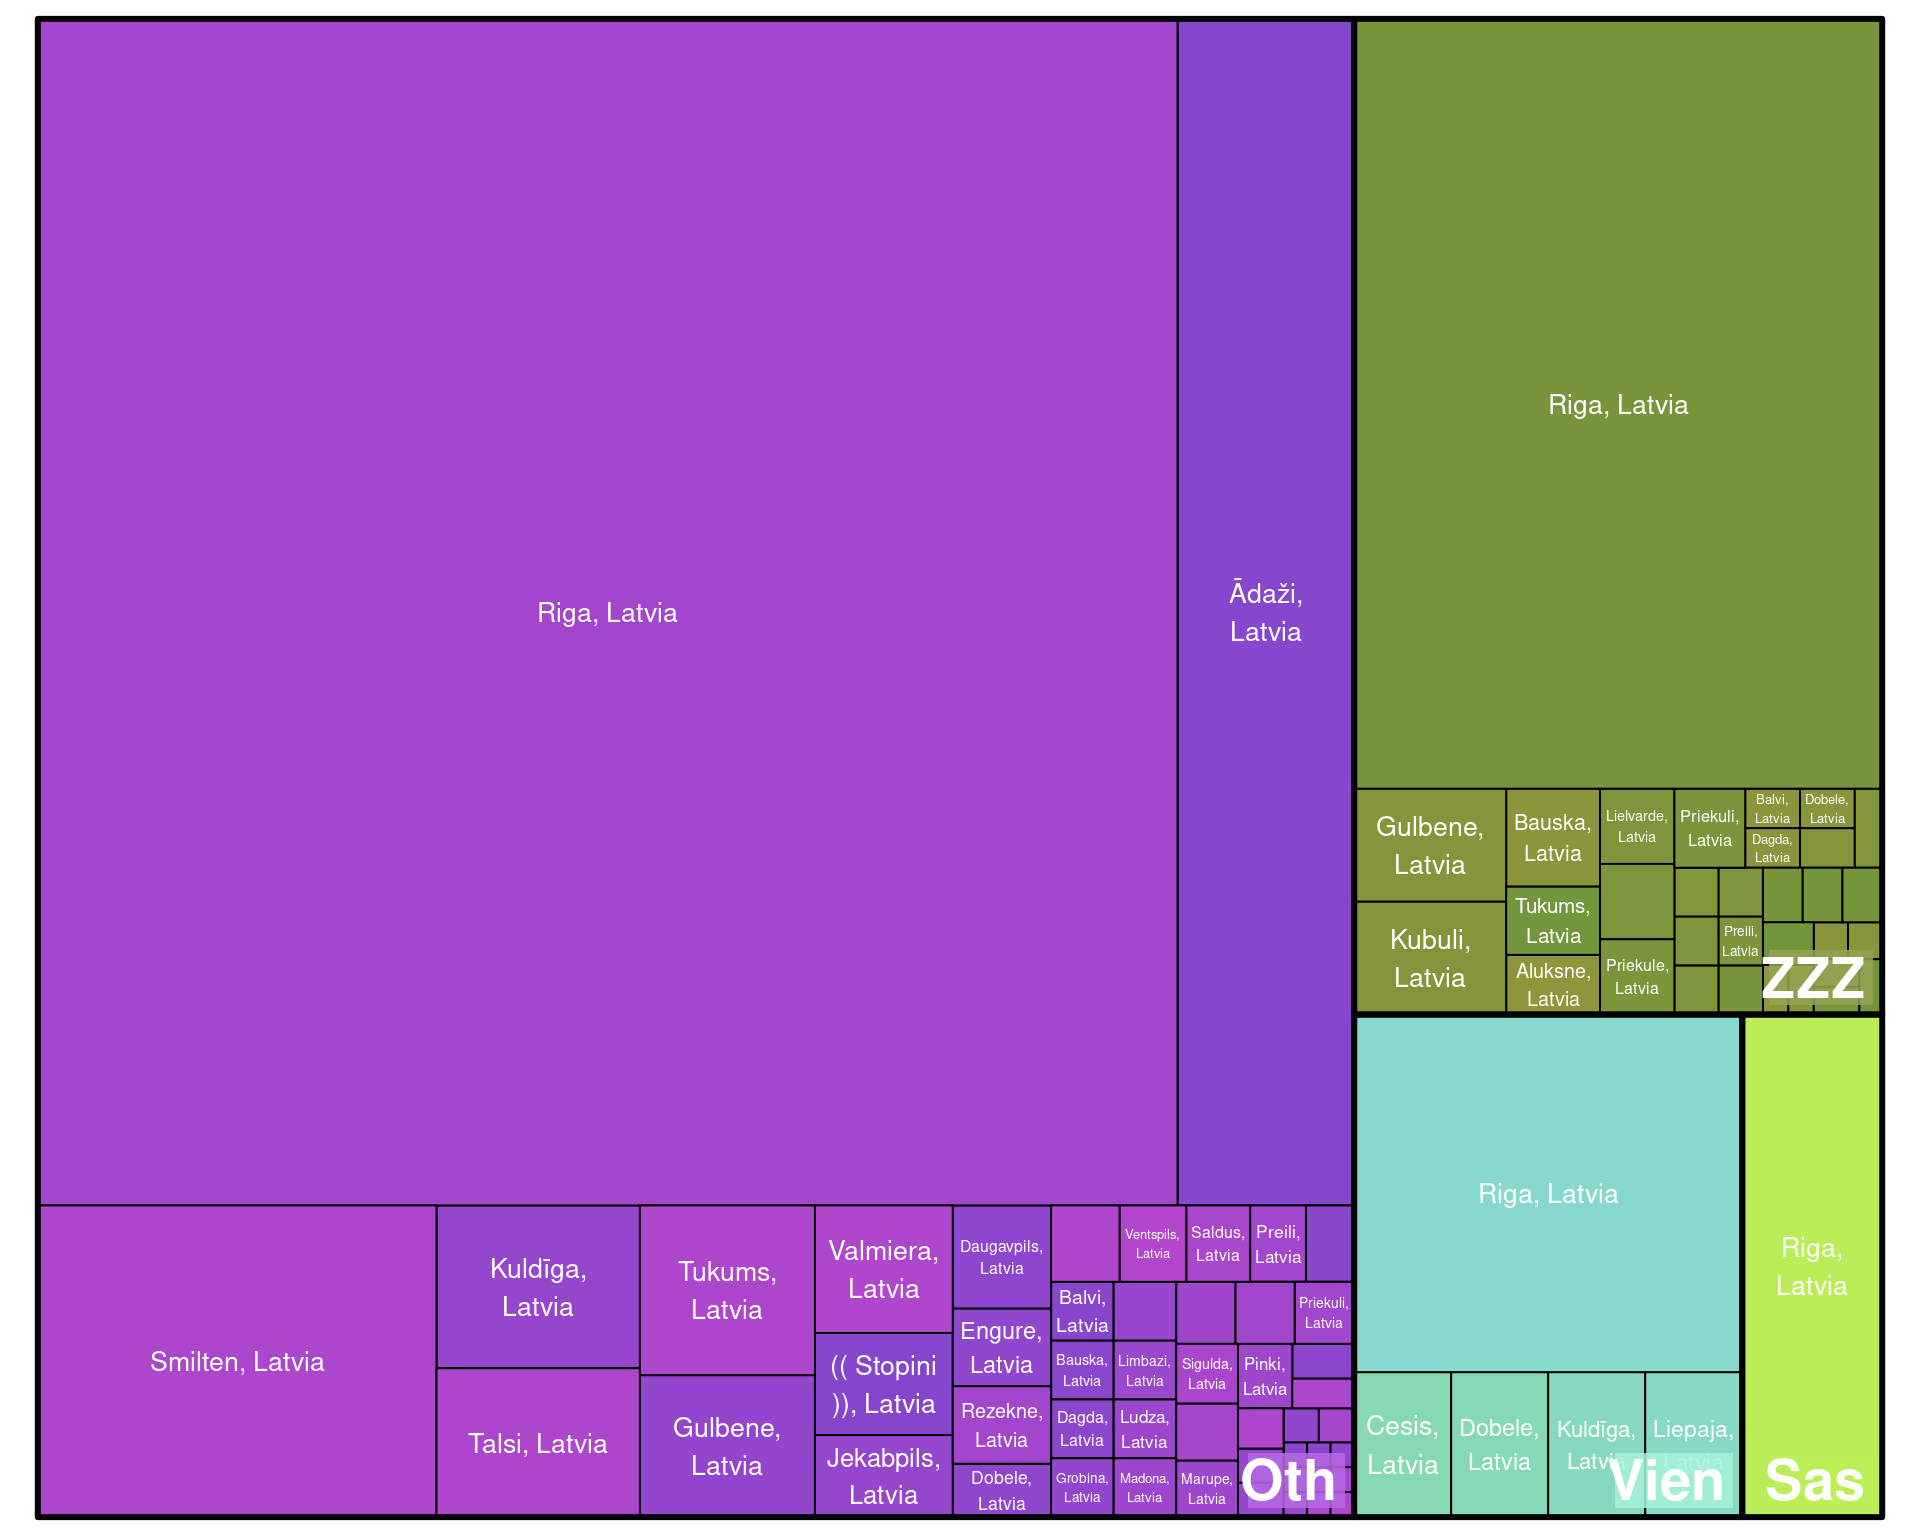 Riga, Latvia
Ādaži,
Latvia
Smilten, Latvia
Kuldīga,
Latvia
Talsi, Latvia
Tukums,
Latvia
Gulbene,
Latvia
Valmiera,
Latvia
(( Stopini
)), Latvia
Jekabpils,
Latvia
Daugavpils,
Latvia
Engure,
Latvia
Rezekne,
Latvia
Dobele,
Latvia
Ventspils,
Latvia
Saldus,
Latvia
Preili,
Latvia
Balvi,
Latvia
Priekuli,
Latvia
Bauska,
Latvia
Limbazi,
Latvia
Sigulda,
Latvia
Pinki,
Latvia
Dagda,
Latvia
Ludza,
Latvia
Grobina,
Latvia
Madona,
Latvia
Marupe,
Latvia
Oth
Riga, Latvia
Gulbene,
Latvia
Kubuli,
Latvia
Bauska,
Latvia
Tukums,
Latvia
Aluksne,
Latvia
Lielvarde,
Latvia
Priekule,
Latvia
Priekuli,
Latvia
Balvi,
Latvia
Dobele,
Latvia
Dagda,
Latvia
Preili,
Latvia
ZZZ
Riga, Latvia
Cesis,
Latvia
Dobele,
Latvia
Kuldīga,
Latvia
Liepaja,
Latvia
Vien
Riga,
Latvia
Sas